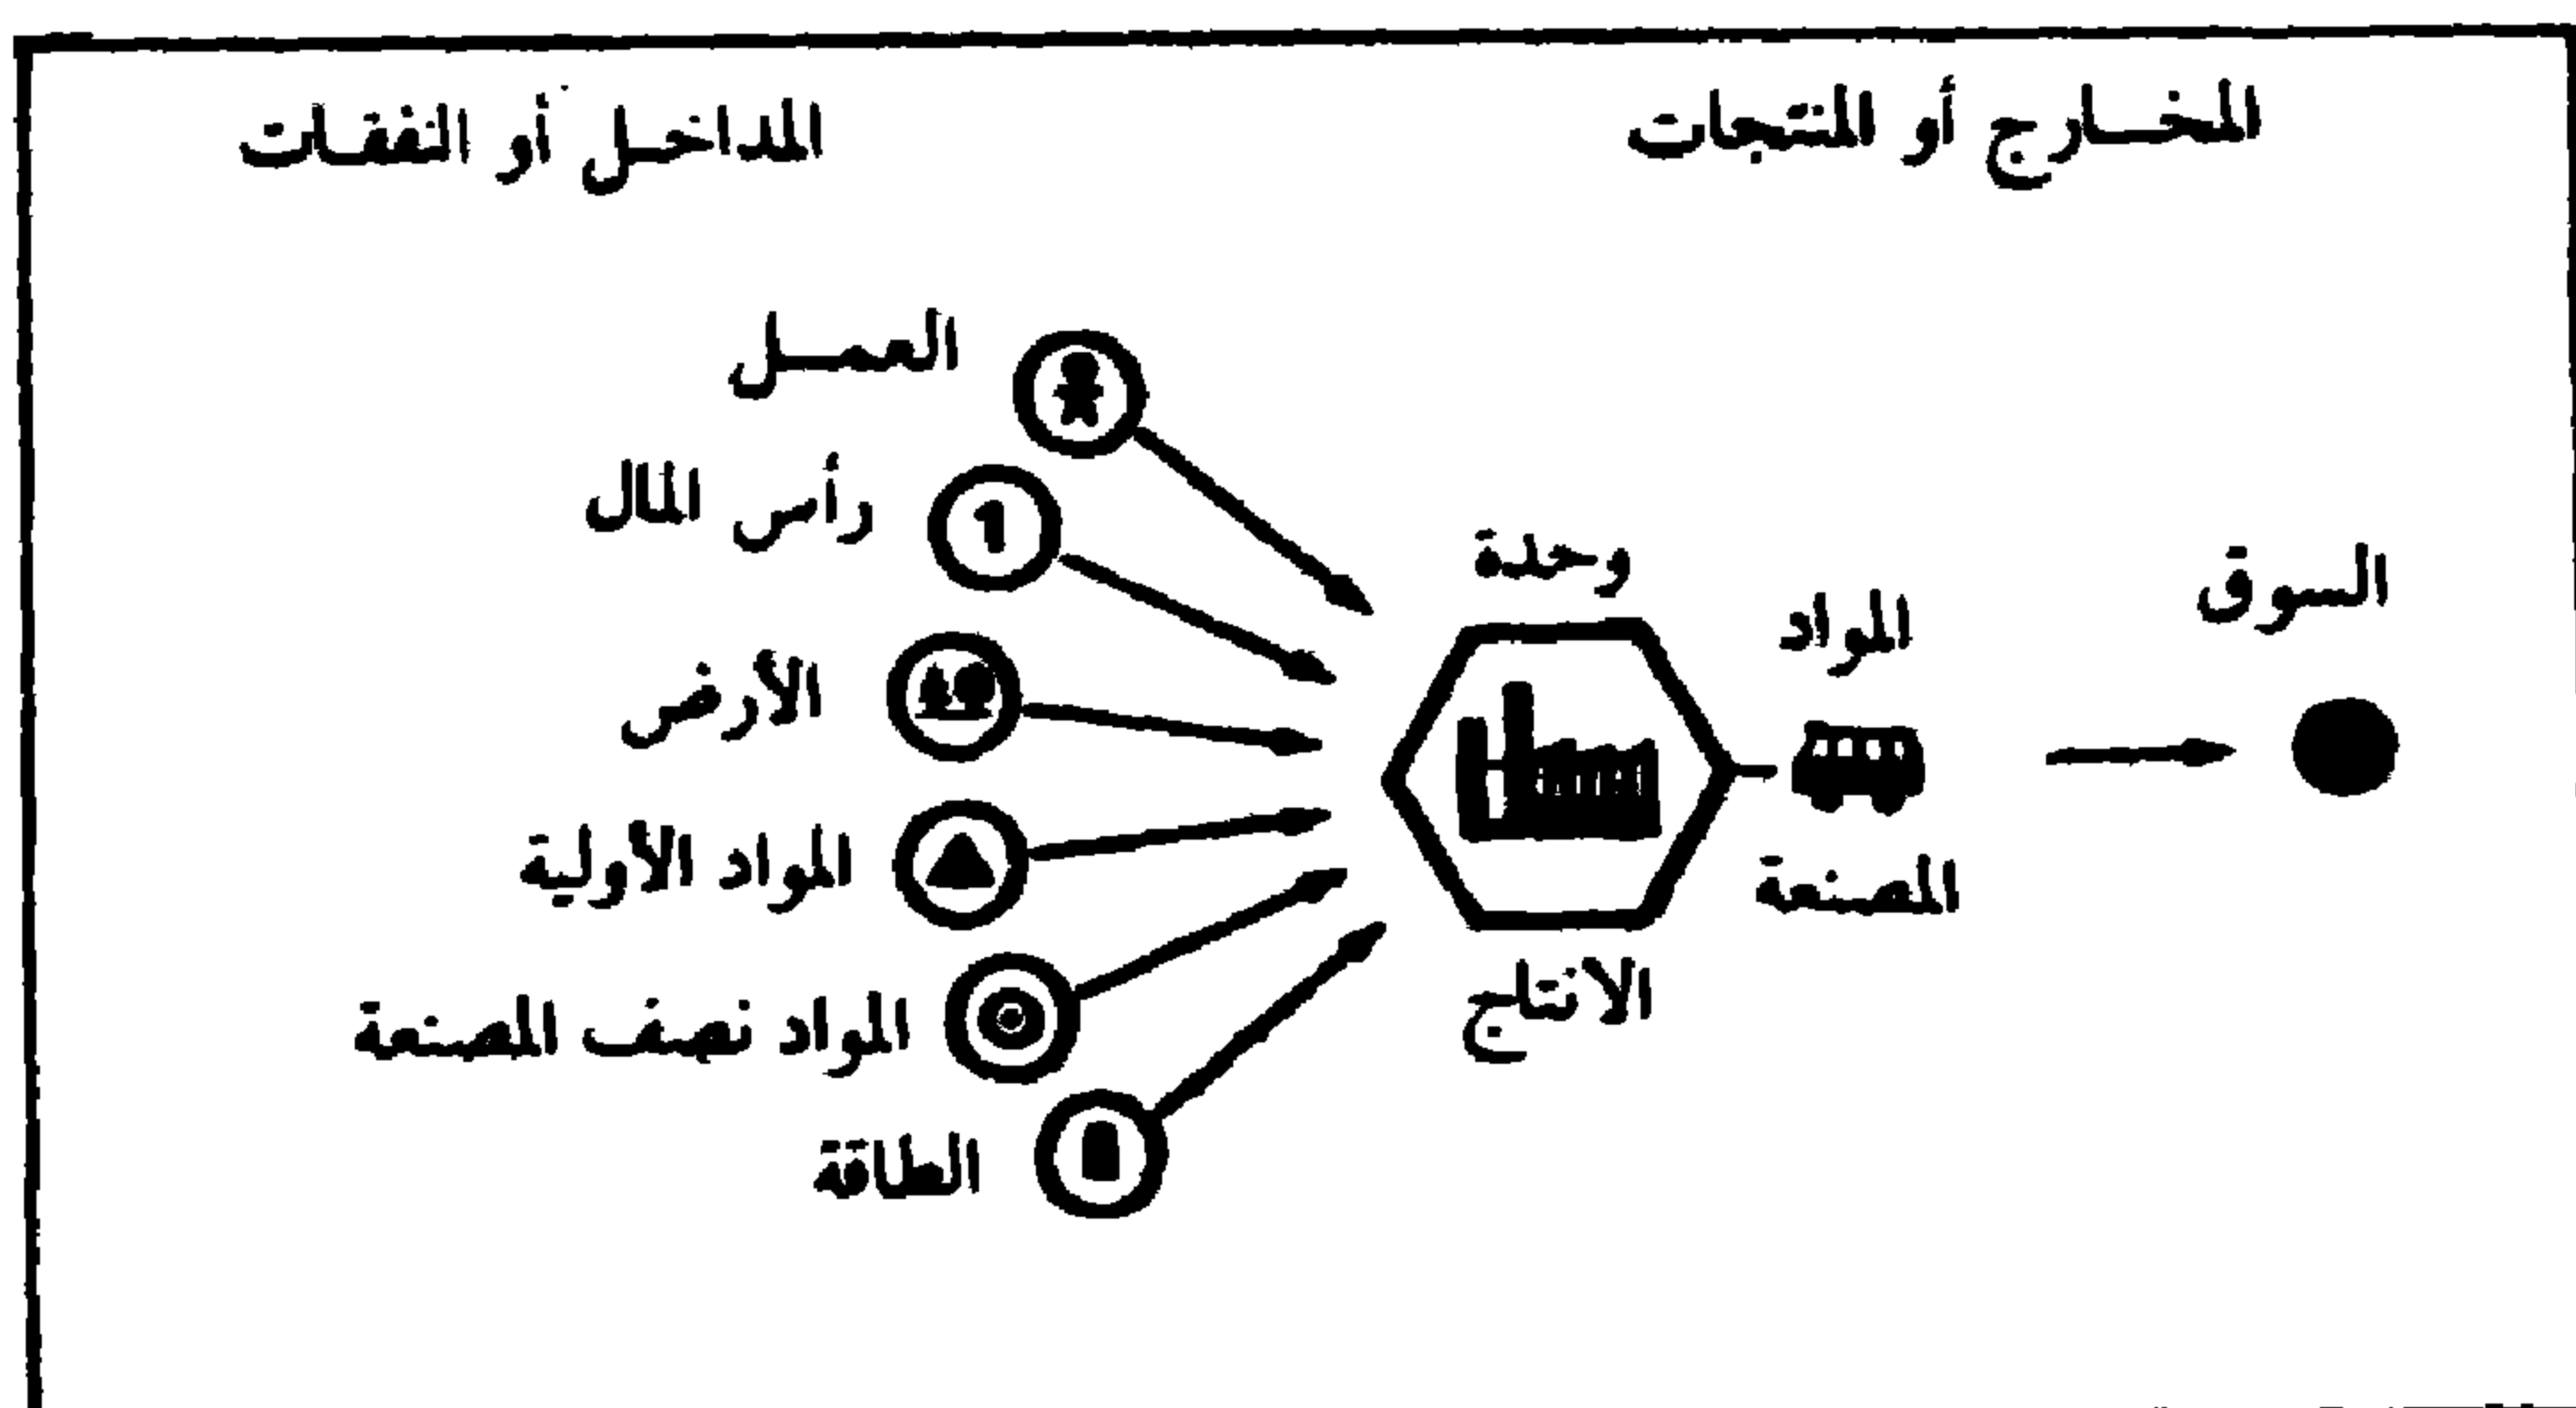 المخارج أو المنتجات
المداخل أو النفقات
العمل
رأس المال
1
الأرض
المواد الأولية
المواد نصف المصنعة
الطاقة
وحدة
الانتاج
المواد
المصنعة
السوق